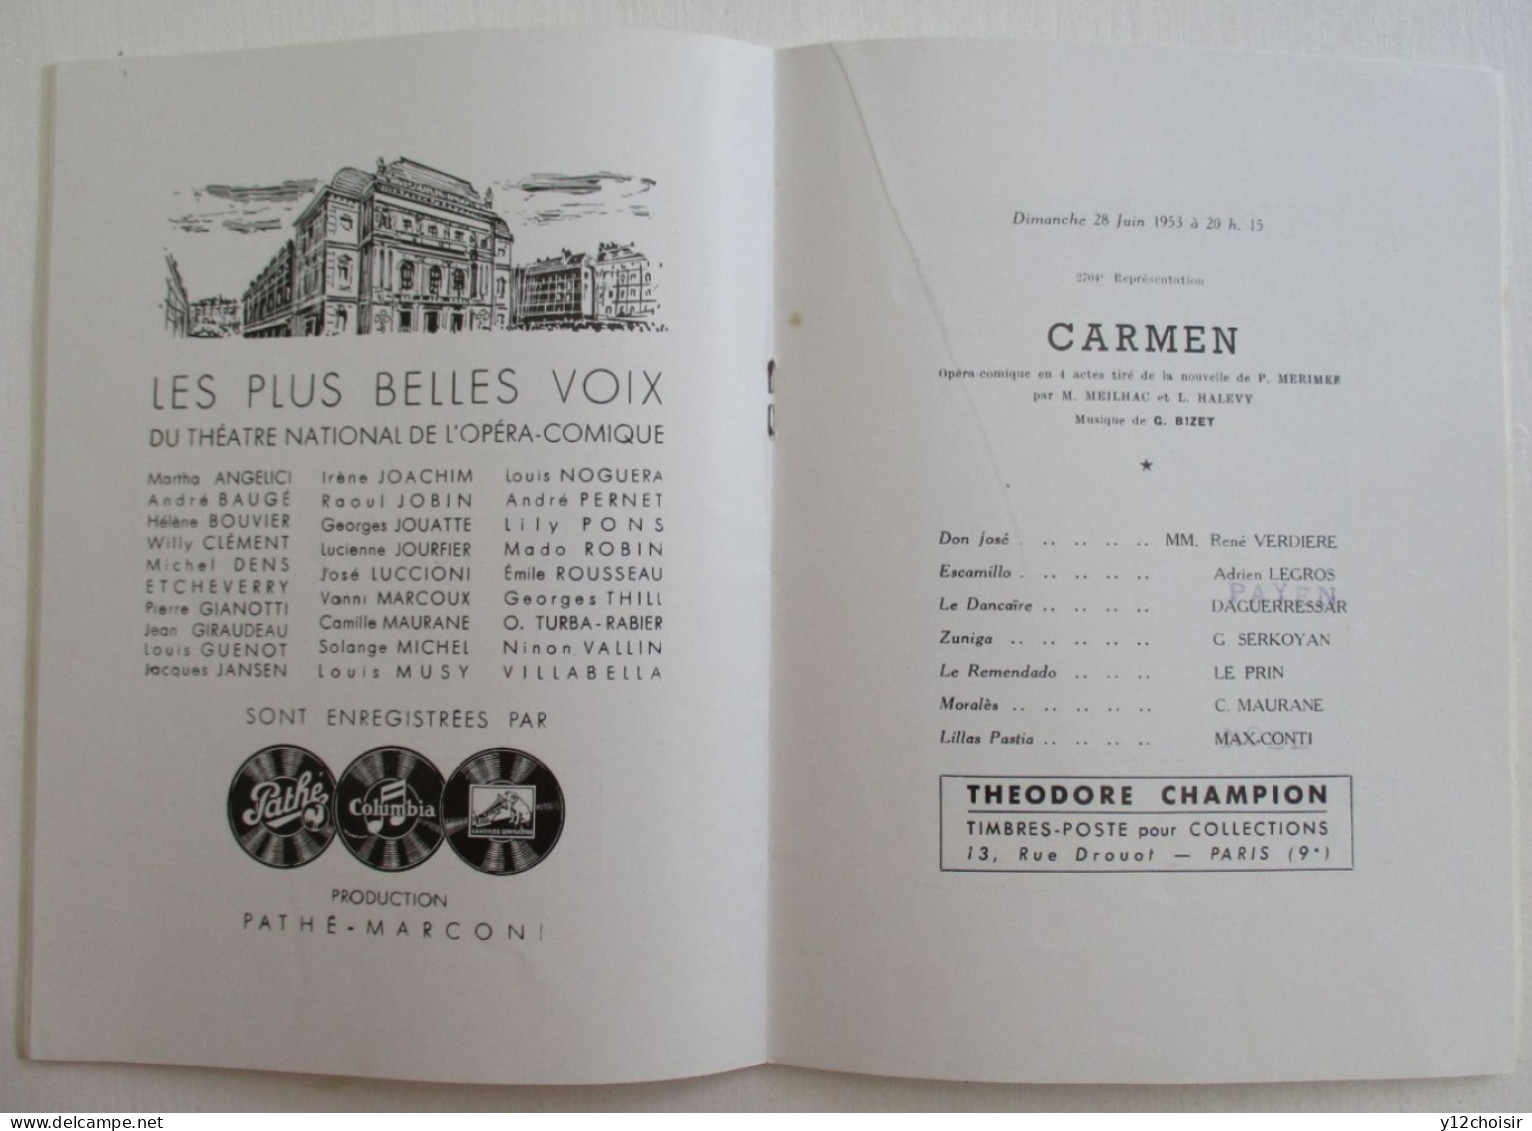 LES PLUS BELLES VOIX
DU THÉATRE NATIONAL DE L'OPÉRA-COMIQUE
Martha ANGELICI
André BAUGÉ
Hélène BOUVIER
Willy CLÉMENT
Michel DENS
ETCHEVERRY
Pierre GIANOTTI
Jean GIRAUDEAU
Louis GUENOT
Jacques JANSEN
Irène JOACHIM
Raoul JOBIN
Georges JOUATTE
Lucienne JOURFIER
José LUCCIONI
Vanni MARCOUX
Camille MAURANE
Solange MICHEL
Louis MUSY
Louis NOGUERA
André PERNET
Lily PONS
Mado ROBIN
Émile ROUSSEAU
Georges THILL
O. TURBA-RABIER
Ninon VALLIN
VILLABELLA
SONT ENREGISTRÉES PAR
Pathé
Columbia
PRODUCTION
PATHÉ-MARCONI
Dimanche 28 Juin 1953 à 20 h. 15
2704e Représentation
CARMEN
Opéra-comique en 4 actes tiré de la nouvelle de P. MERIMER
par M. MEILHAC et L. HALEVY
Musique de G. BIZET
★
Don José . .. .. .. .. MM. René VERDIERE
Escamillo . .. .. .. .. Adrien LEGROS
PAYEN
Le Dancaïre .. .. .. .. DAGUERRESSAR
Zuniga .. .. .. .. .. G. SERKOYAN
Le Remendado .. .. .. LE PRIN
Moralès .. .. .. .. .. C. MAURANE
Lillas Pastia .. .. .. .. MAX-CONTI
THEODORE CHAMPION
TIMBRES-POSTE pour COLLECTIONS
13, Rue Drouot — PARIS (9e)
y12choisir